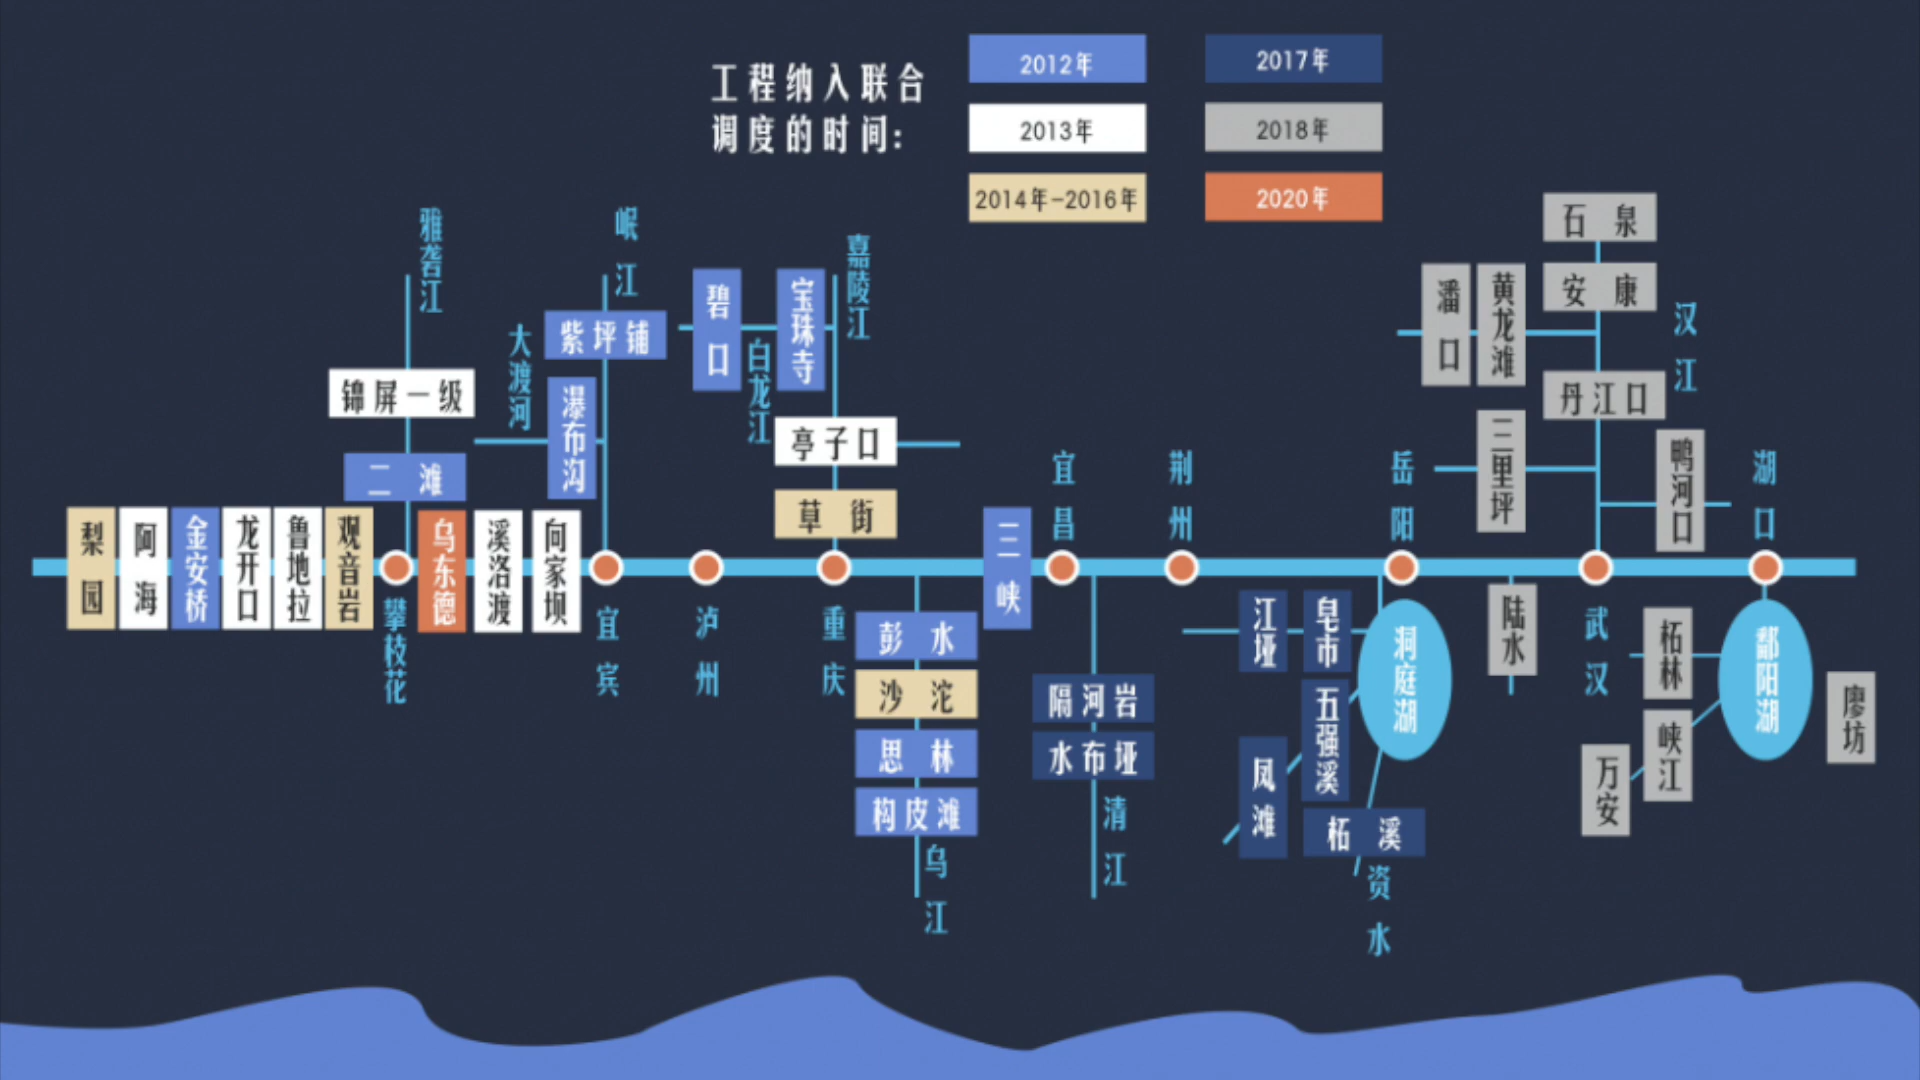 工程纳入联合
调度的时间:
2012年
2017年
2013年
2018年
2014年-2016年
2020年
雅砻江
岷江
嘉陵江
石泉
安康
汉江
潘口
黄龙滩
丹江口
三里坪
鸭河口
碧口
宝珠寺
白龙江
紫坪铺
大渡河
瀑布沟
锦屏一级
二滩
亭子口
草街
梨园
阿海
金安桥
龙开口
鲁地拉
观音岩
攀枝花
乌东德
溪洛渡
向家坝
宜宾
泸州
重庆
三峡
宜昌
荆州
岳阳
武汉
湖口
彭水
沙沱
思林
构皮滩
乌江
隔河岩
水布垭
清江
江垭
皂市
洞庭湖
五强溪
凤滩
柘溪
资水
陆水
柘林
峡江
万安
鄱阳湖
廖坊